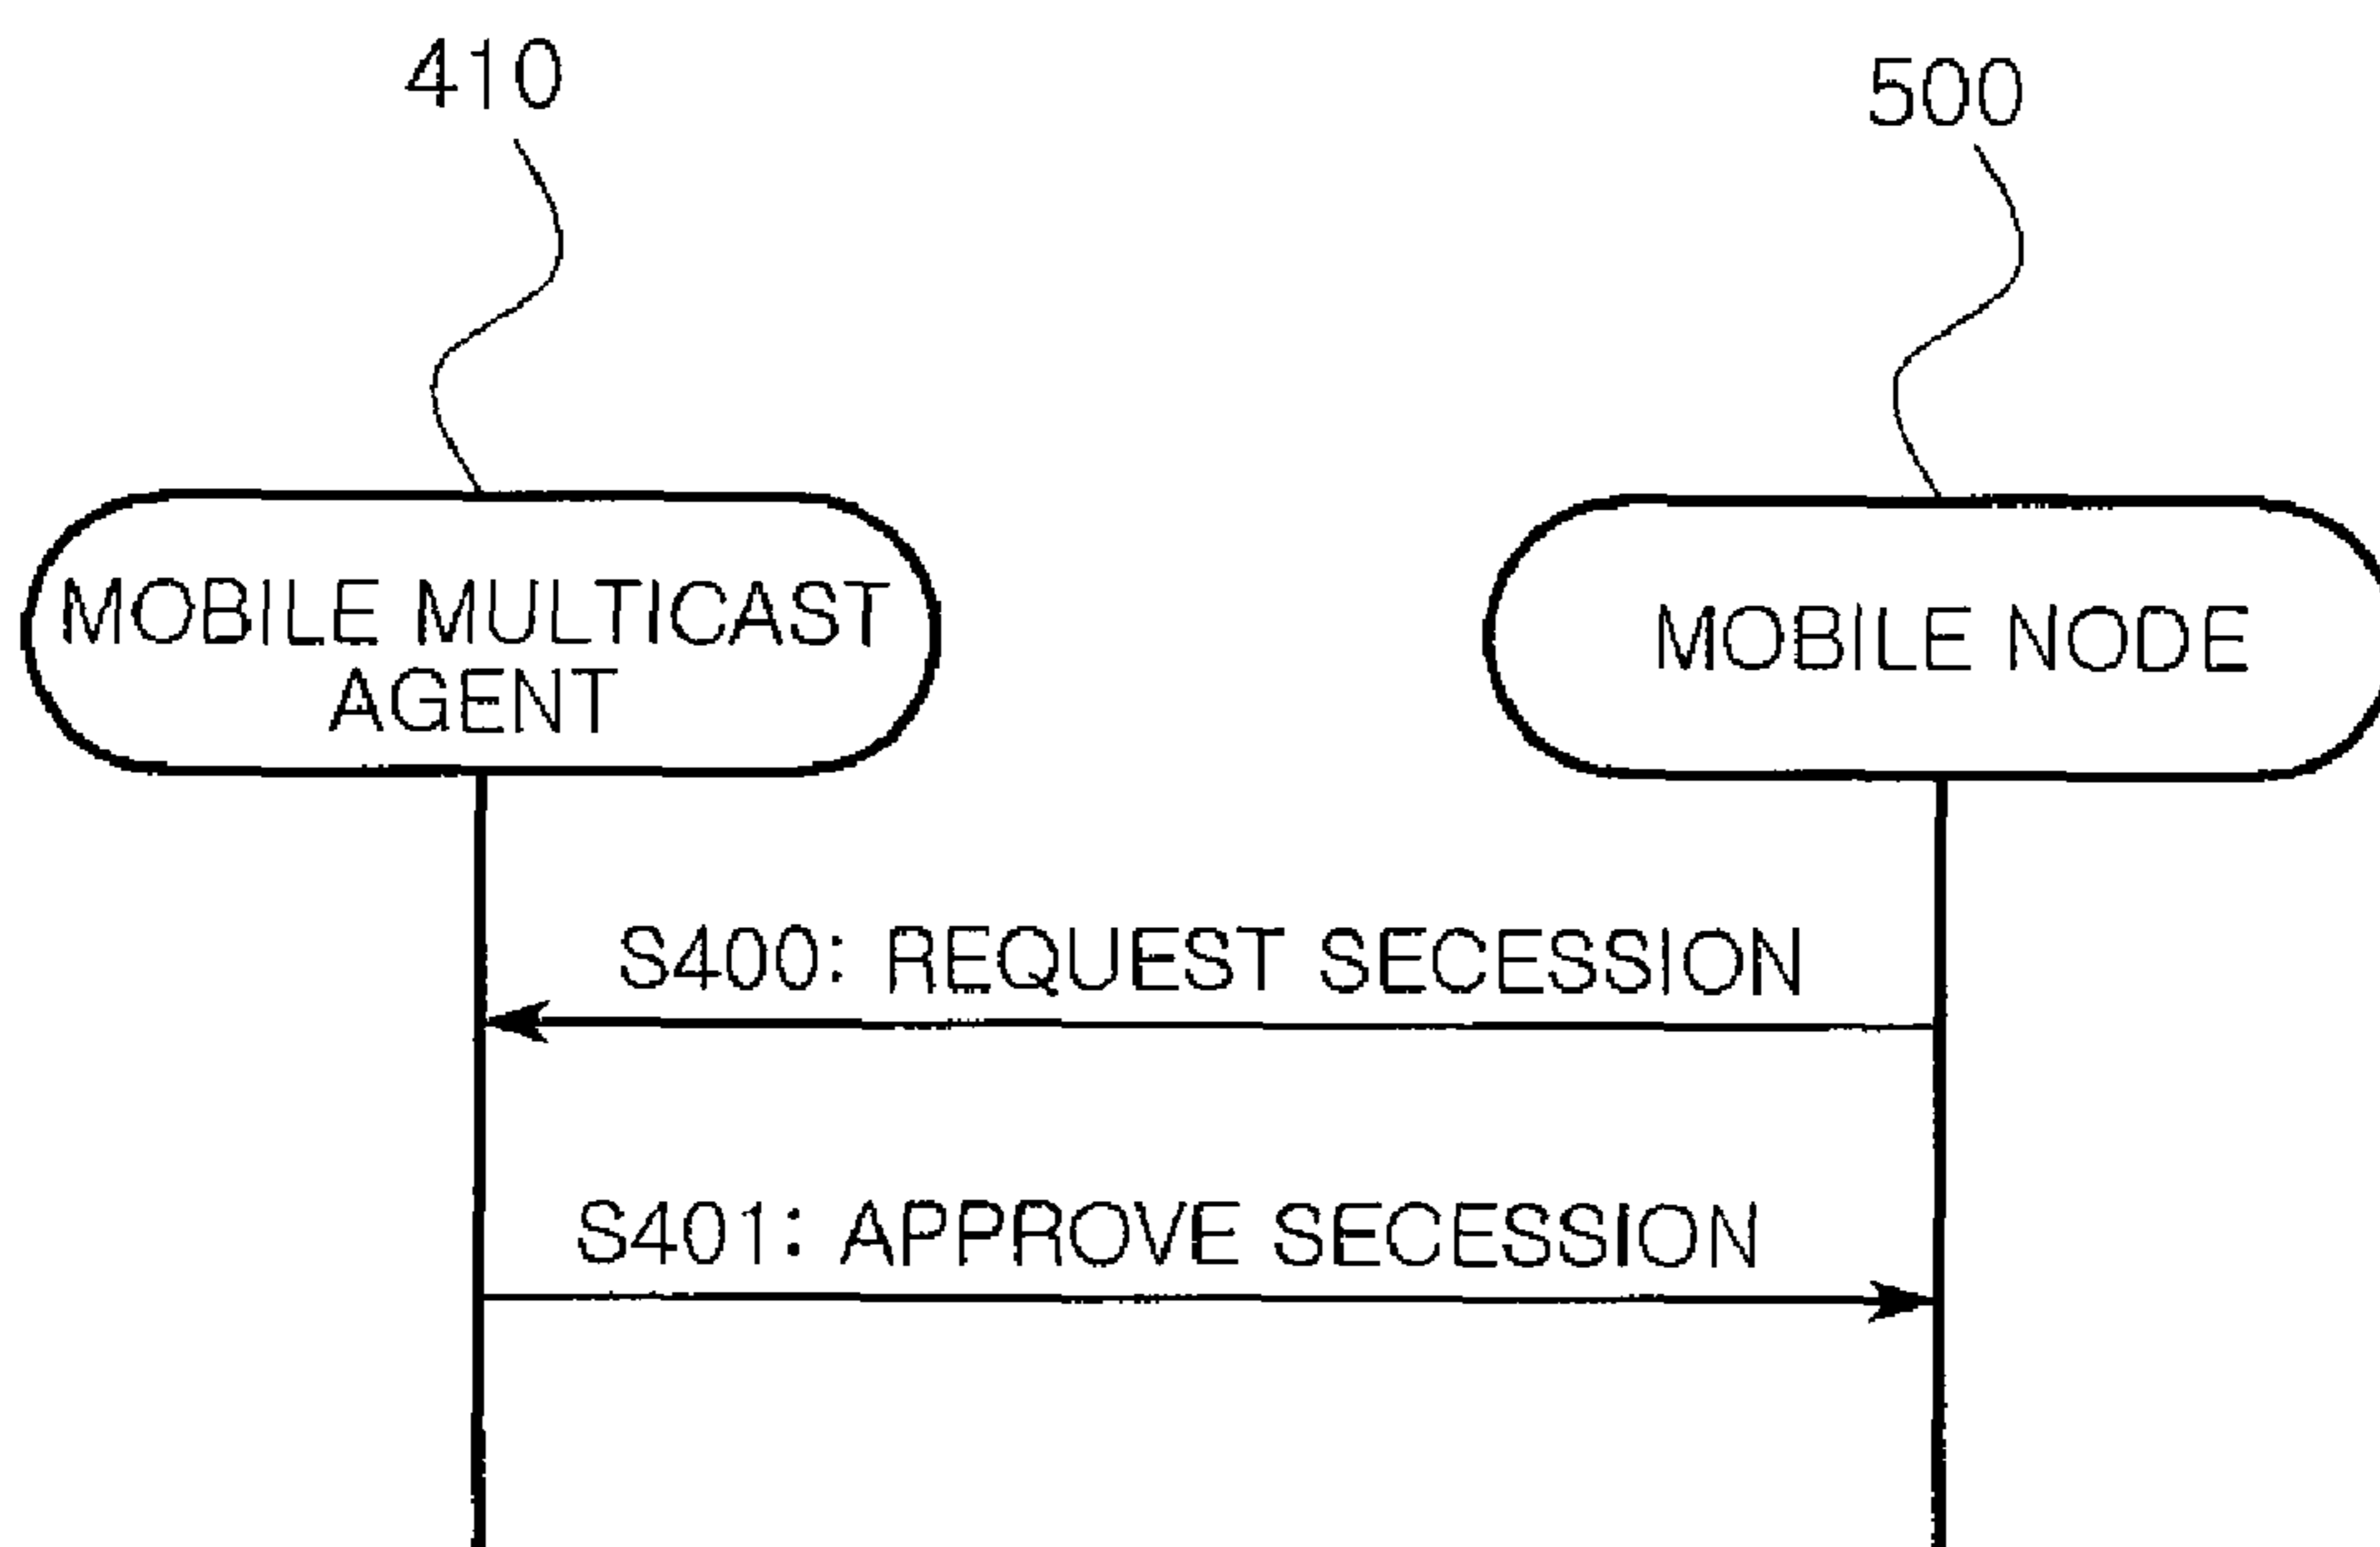 410
500
MOBILE MULTICAST
AGENT
MOBILE NODE
S400: REQUEST SECESSION
S401: APPROVE SECESSION